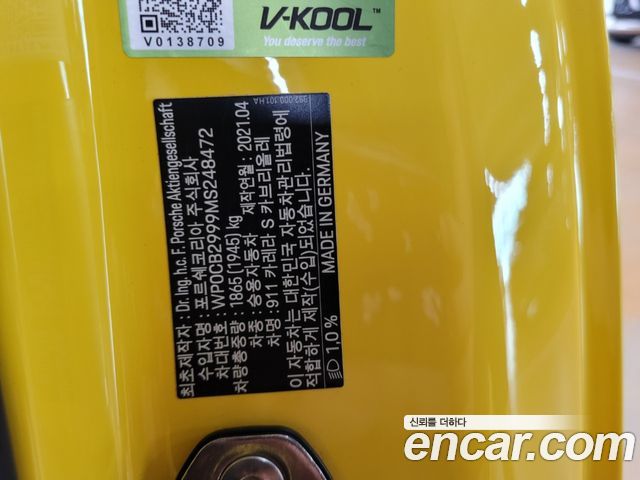 V-KOOL™
You deserve the best
V0138709
992.000.101.HA
최초제작자 : Dr. Ing. h.c. F. Porsche Aktiengesellschaft
수입자명 : 포르쉐코리아 주식회사
차대번호 : WP0CB2999MS248472
차량총중량 : 1865(1945) kg
차종 : 승용자동차 제작연월 : 2021.04
차명 : 911 카레라 S 카브리올레
이 자동차는 대한민국 자동차관리법령에
적합하게 제작(수입)되었습니다.
MADE IN GERMANY
1,0 %
신뢰를 더하다
encar.com